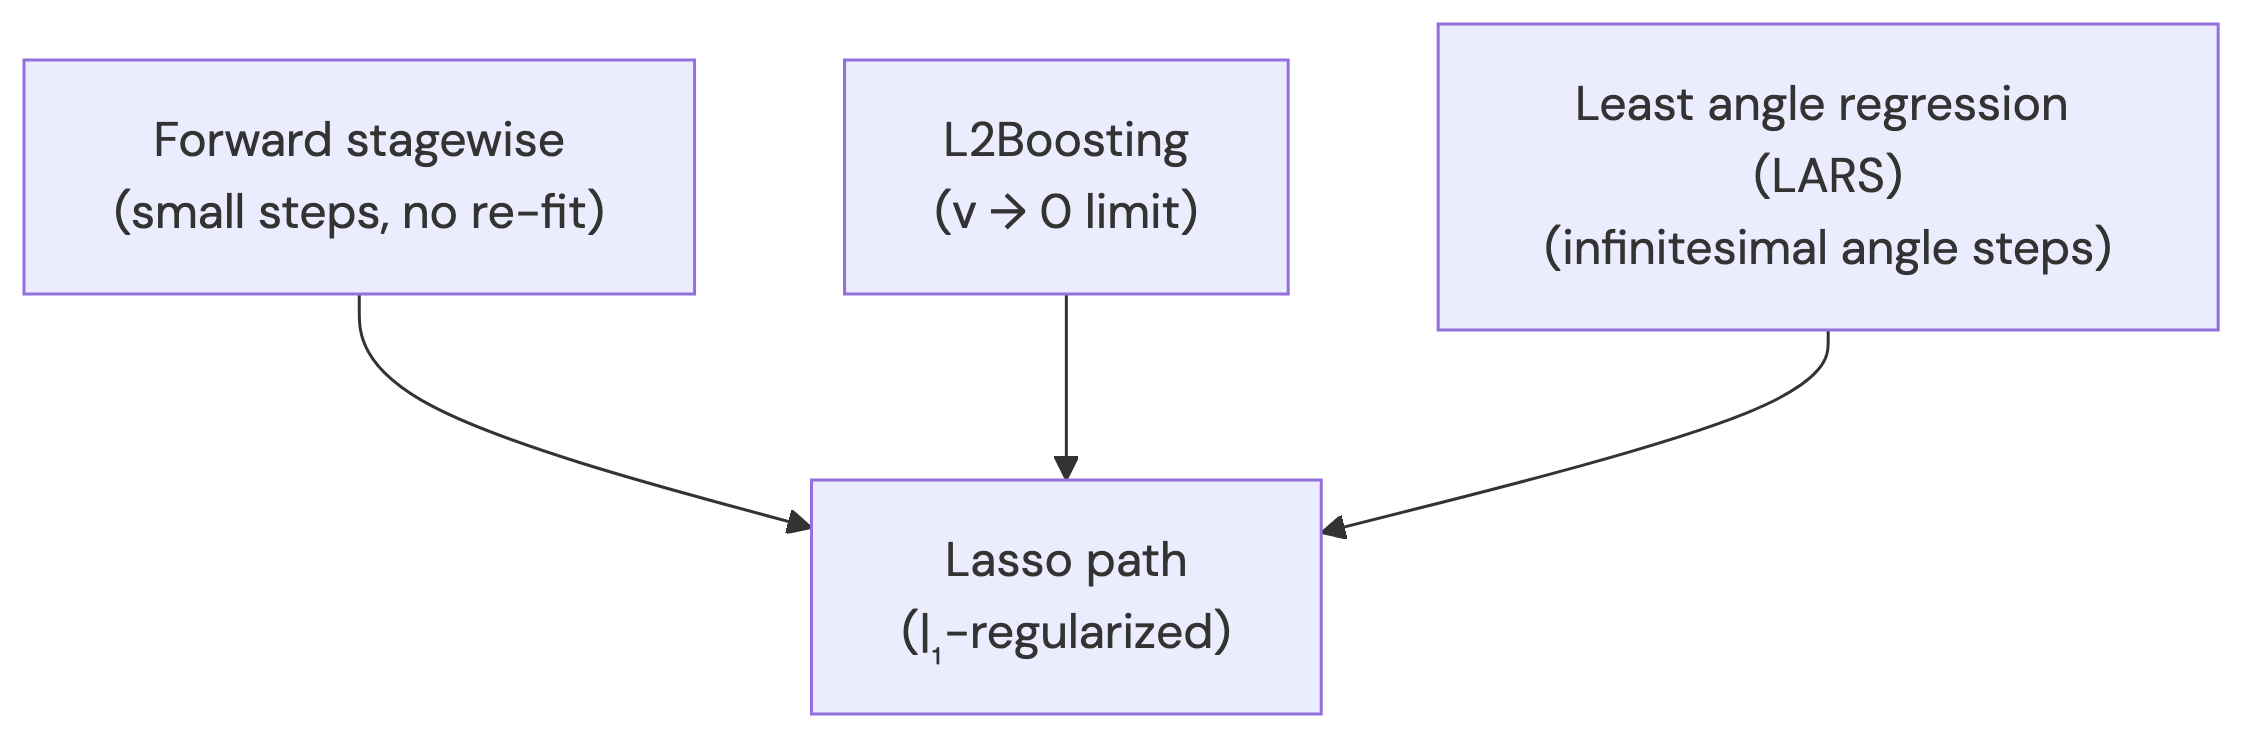 Forward stagewise
(small steps, no re-fit)
L2Boosting
(v → 0 limit)
Least angle regression
(LARS)
(infinitesimal angle steps)
Lasso path
(l₁-regularized)